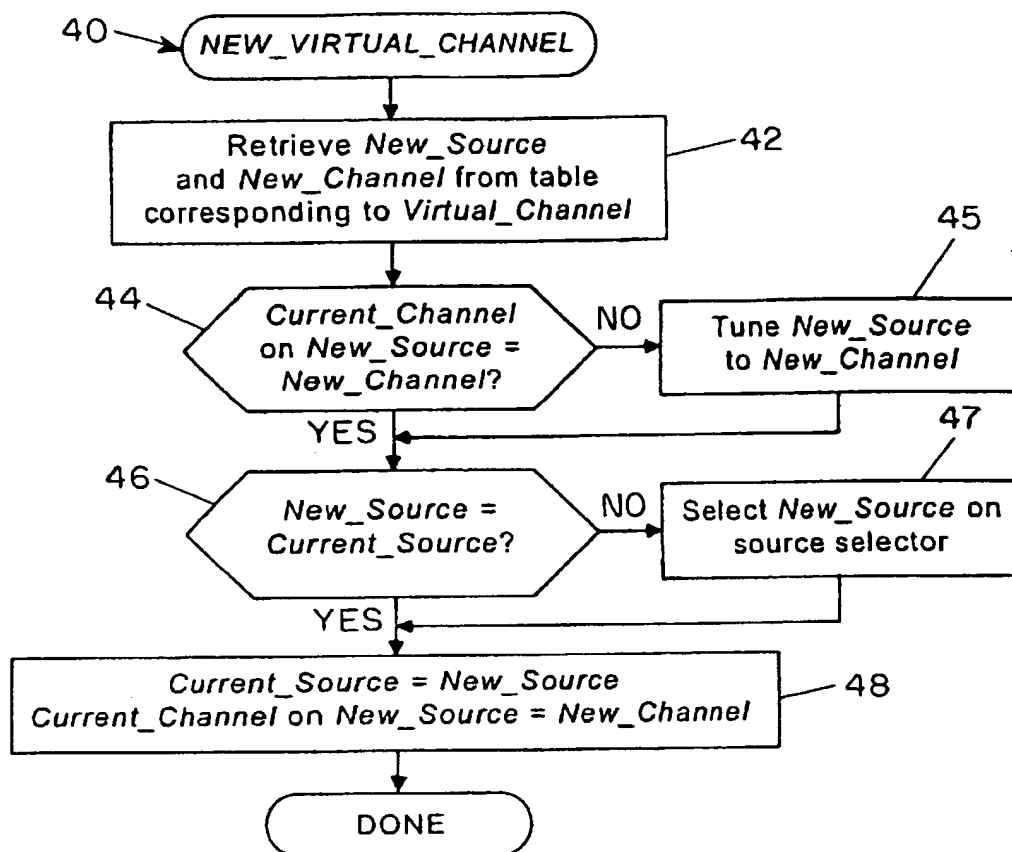 40
NEW_VIRTUAL_CHANNEL
Retrieve New_Source
and New_Channel from table
corresponding to Virtual_Channel
42
44
Current_Channel
on New_Source =
New_Channel?
NO
45
Tune New_Source
to New_Channel
YES
46
New_Source =
Current_Source?
NO
47
Select New_Source on
source selector
YES
Current_Source = New_Source
Current_Channel on New_Source = New_Channel
48
DONE